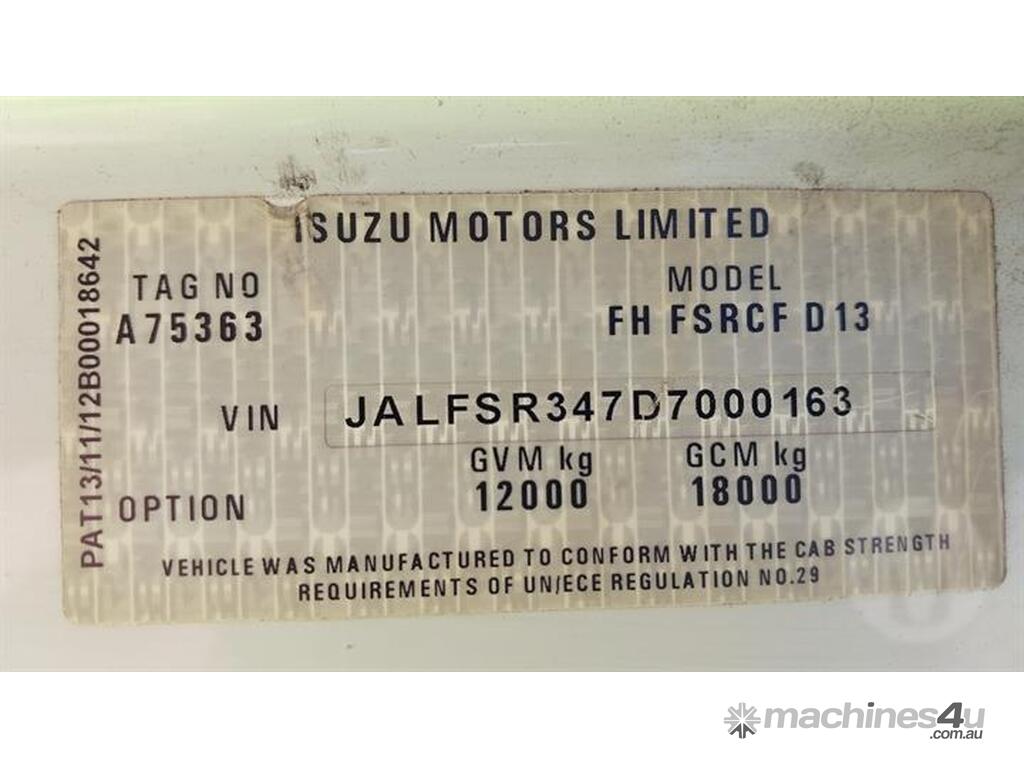 ISUZU MOTORS LIMITED
TAG NO
A75363
MODEL
FH FSRCF D13
VIN
JALFSR347D7000163
GVM kg
12000
GCM kg
18000
OPTION
VEHICLE WAS MANUFACTURED TO CONFORM WITH THE CAB STRENGTH
REQUIREMENTS OF UN/ECE REGULATION NO.29
PAT13/11/12B00018642
machines4u
.com.au